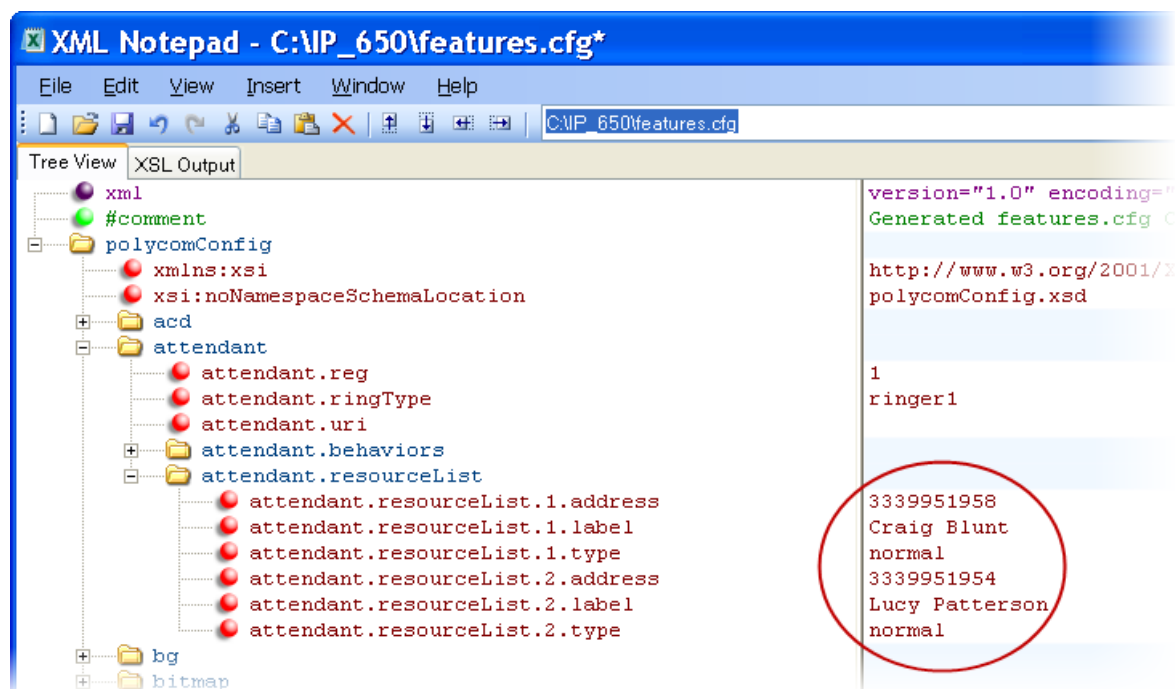 XML Notepad - C:\IP_650\features.cfg*
File Edit View Insert Window Help
C:\IP_650\features.cfg
Tree View XSL Output
xml version="1.0" encoding="
#comment Generated features.cfg C
polycomConfig
xmlns:xsi http://www.w3.org/2001/X
xsi:noNamespaceSchemaLocation polycomConfig.xsd
acd
attendant
attendant.reg 1
attendant.ringType ringer1
attendant.uri
attendant.behaviors
attendant.resourceList
attendant.resourceList.1.address 3339951958
attendant.resourceList.1.label Craig Blunt
attendant.resourceList.1.type normal
attendant.resourceList.2.address 3339951954
attendant.resourceList.2.label Lucy Patterson
attendant.resourceList.2.type normal
bg
bitmap